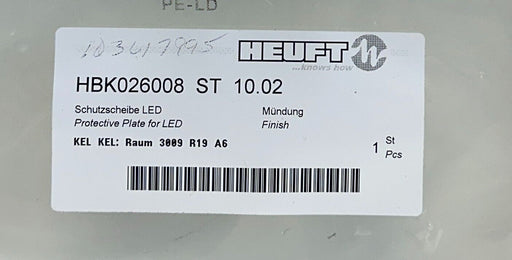 PE-LD
10347995
HEUFT
...knows how
HBK026008 ST 10.02
Schutzscheibe LED Mündung
Protective Plate for LED Finish
KEL KEL: Raum 3009 R19 A6
1 St
Pcs